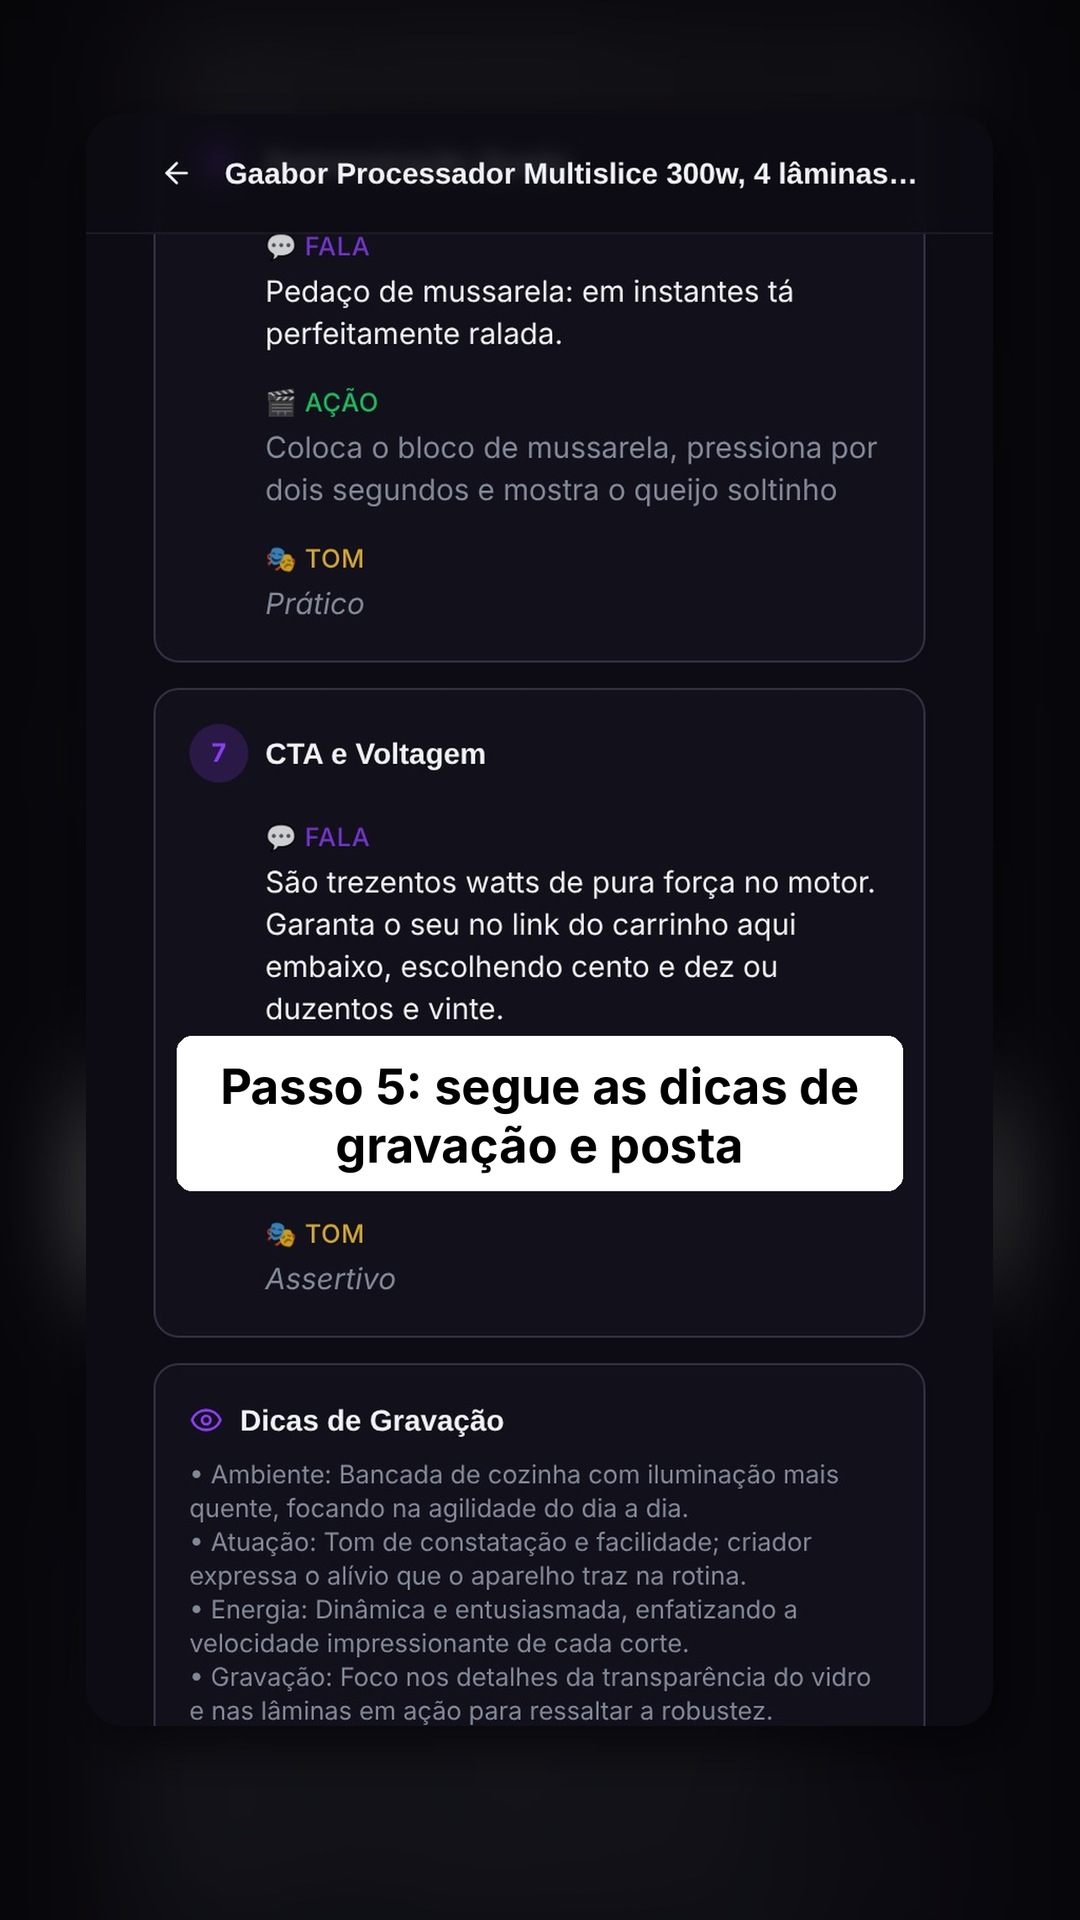 Gaabor Processador Multislice 300w, 4 lâminas...
💬 FALA
Pedaço de mussarela: em instantes tá
perfeitamente ralada.
🎬 AÇÃO
Coloca o bloco de mussarela, pressiona por
dois segundos e mostra o queijo soltinho
🎭 TOM
Prático
7 CTA e Voltagem
💬 FALA
São trezentos watts de pura força no motor.
Garanta o seu no link do carrinho aqui
embaixo, escolhendo cento e dez ou
duzentos e vinte.
Passo 5: segue as dicas de
gravação e posta
🎭 TOM
Assertivo
Dicas de Gravação
• Ambiente: Bancada de cozinha com iluminação mais
quente, focando na agilidade do dia a dia.
• Atuação: Tom de constatação e facilidade; criador
expressa o alívio que o aparelho traz na rotina.
• Energia: Dinâmica e entusiasmada, enfatizando a
velocidade impressionante de cada corte.
• Gravação: Foco nos detalhes da transparência do vidro
e nas lâminas em ação para ressaltar a robustez.